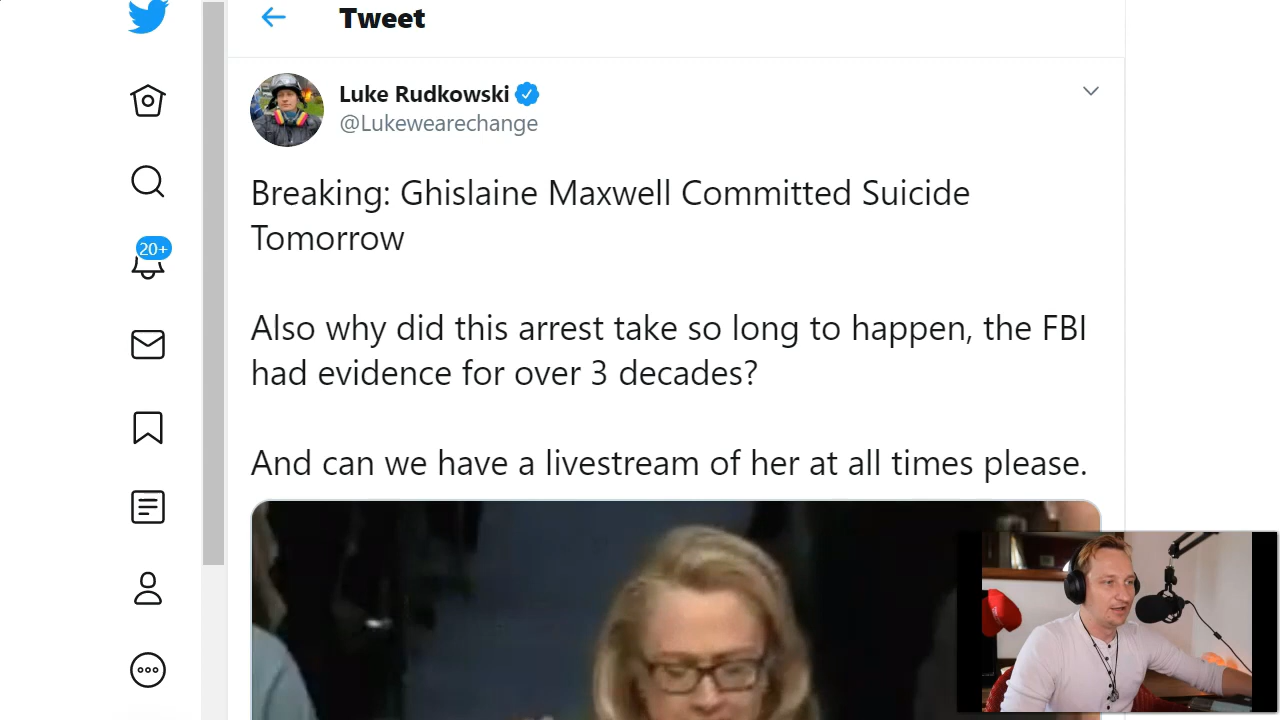 Tweet
Luke Rudkowski
@Lukewearechange
Breaking: Ghislaine Maxwell Committed Suicide
Tomorrow
Also why did this arrest take so long to happen, the FBI
had evidence for over 3 decades?
And can we have a livestream of her at all times please.
20+